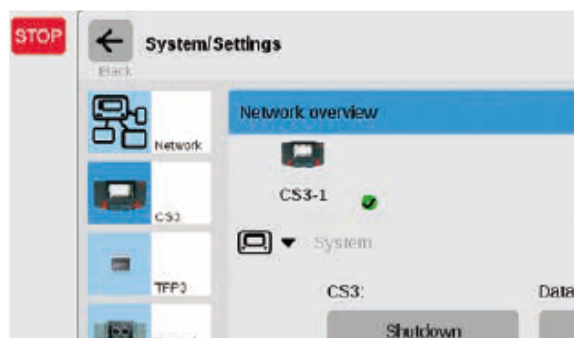 STOP
System/Settings
Back
Network
Network overview
CS3-1
CS3
System
TFP3
CS3:
Data
Shutdown